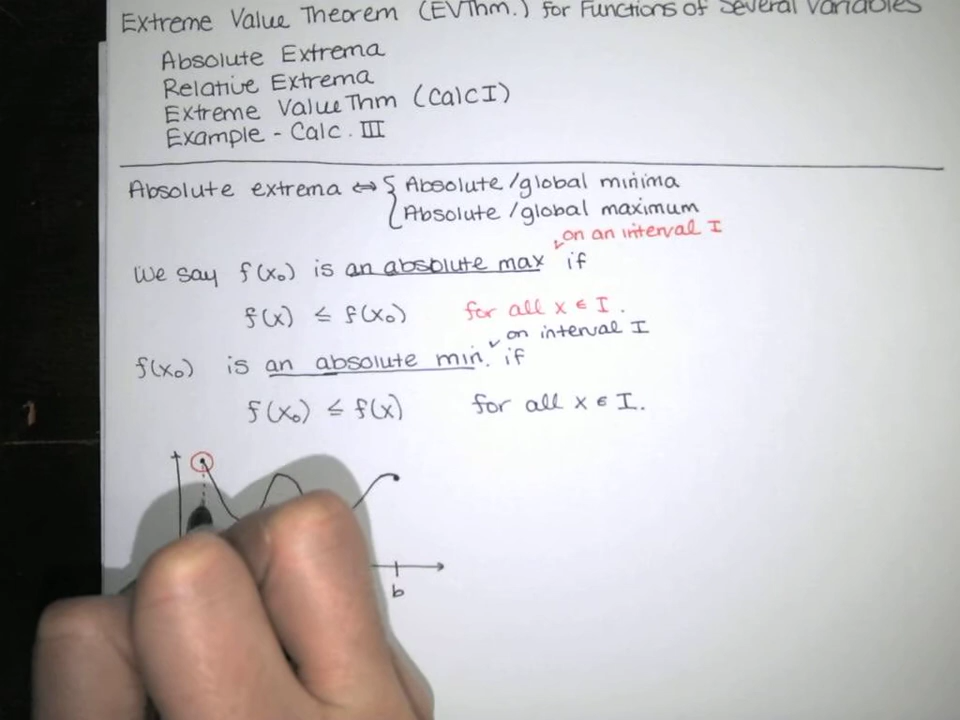 Extreme Value Theorem (EVThm.) for Functions of Several Variables
Absolute Extrema
Relative Extrema
Extreme Value Thm (Calc I)
Example - Calc. III
Absolute extrema ⇔ { Absolute/global minima
Absolute/global maximum
on an interval I
We say f(x₀) is an absolute max if
f(x) ≤ f(x₀) for all x ∈ I.
on interval I
f(x₀) is an absolute min. if
f(x₀) ≤ f(x) for all x ∈ I.
b